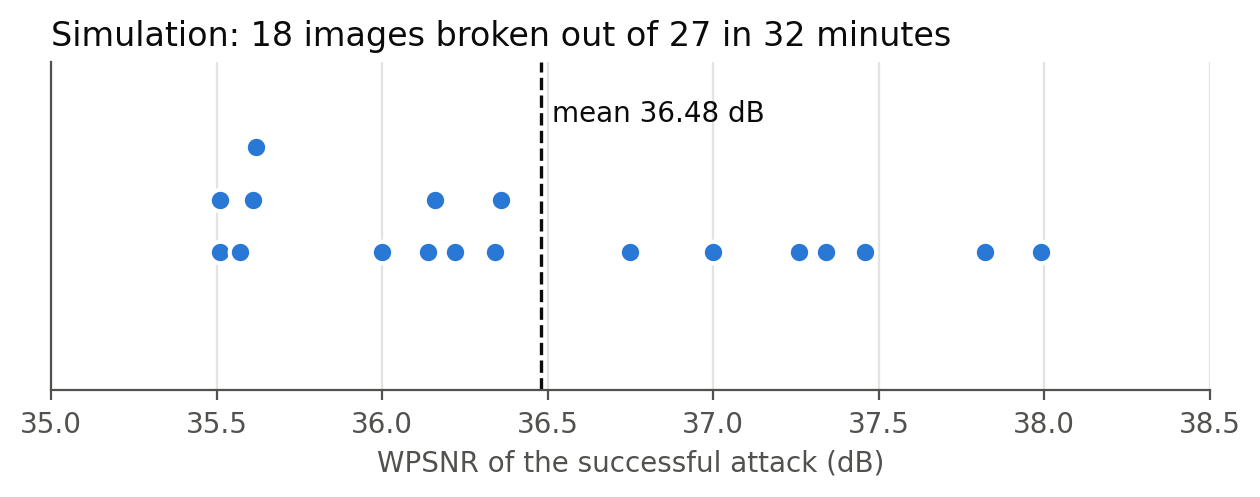 Simulation: 18 images broken out of 27 in 32 minutes
mean 36.48 dB
35.0 35.5 36.0 36.5 37.0 37.5 38.0 38.5
WPSNR of the successful attack (dB)